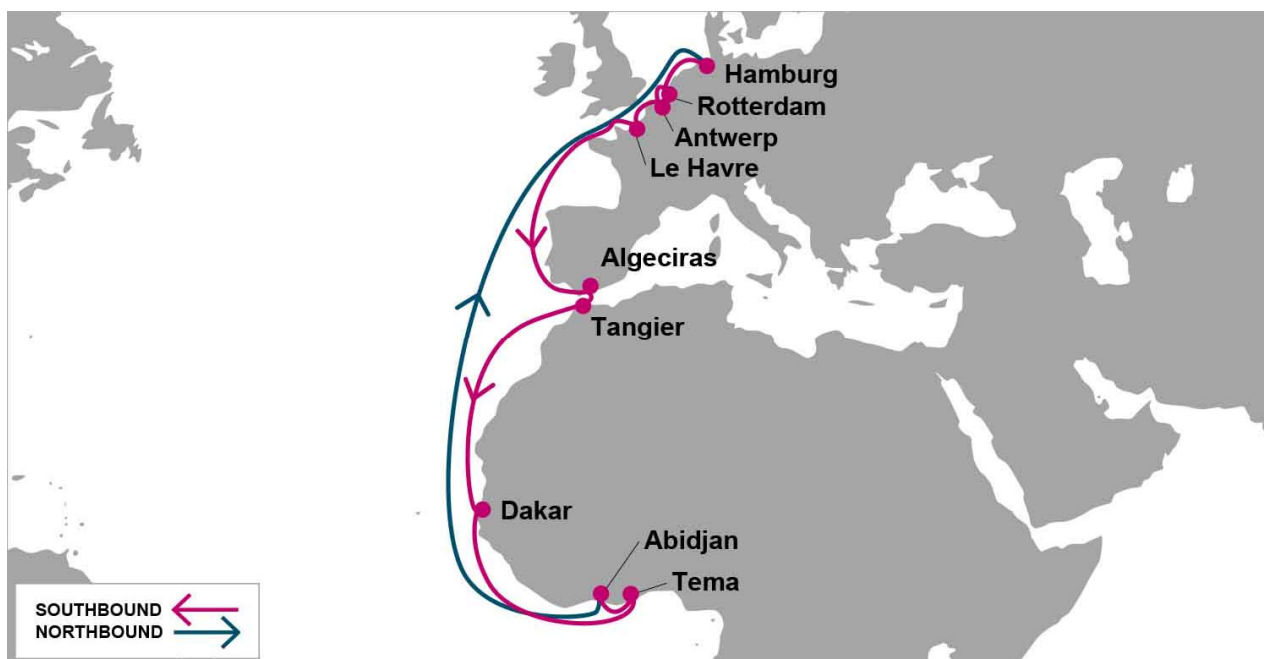 Hamburg
Rotterdam
Antwerp
Le Havre
Algeciras
Tangier
Dakar
Abidjan
Tema
SOUTHBOUND
NORTHBOUND